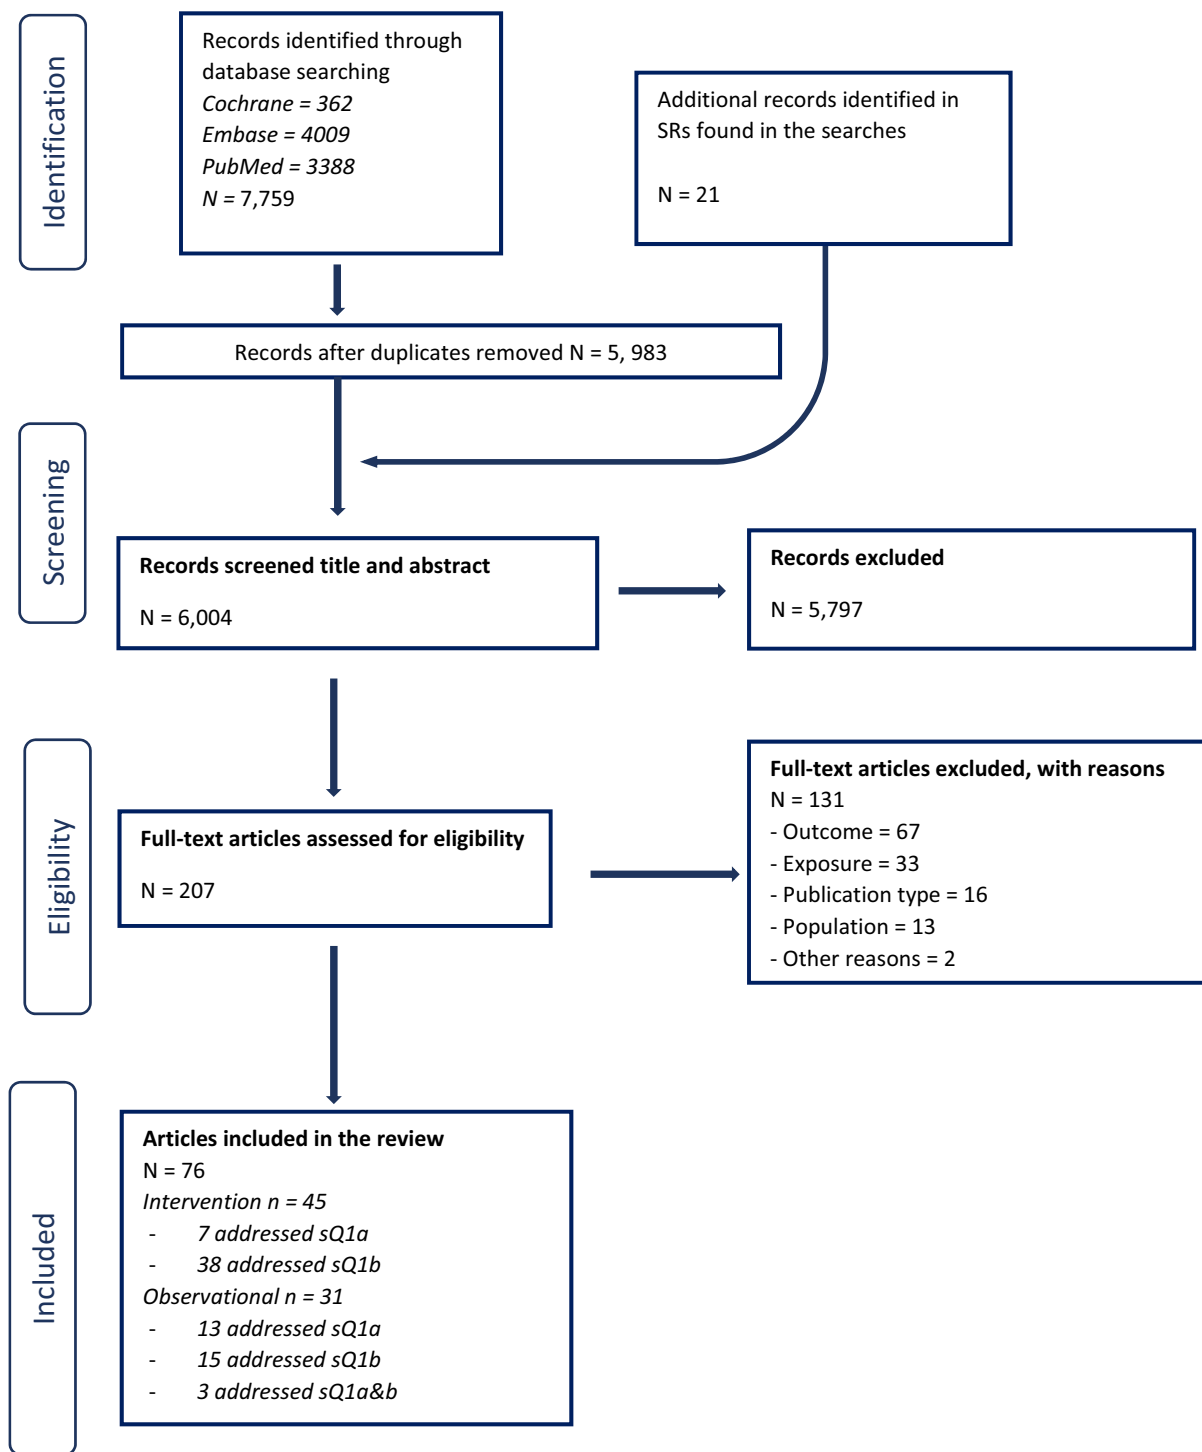 Identification
Records identified through
database searching
Cochrane = 362
Embase = 4009
PubMed = 3388
N = 7,759
Additional records identified in
SRs found in the searches
N = 21
Records after duplicates removed N = 5, 983
Screening
Records screened title and abstract
N = 6,004
Records excluded
N = 5,797
Eligibility
Full-text articles assessed for eligibility
N = 207
Full-text articles excluded, with reasons
N = 131
- Outcome = 67
- Exposure = 33
- Publication type = 16
- Population = 13
- Other reasons = 2
Included
Articles included in the review
N = 76
Intervention n = 45
- 7 addressed sQ1a
- 38 addressed sQ1b
Observational n = 31
- 13 addressed sQ1a
- 15 addressed sQ1b
- 3 addressed sQ1a&b